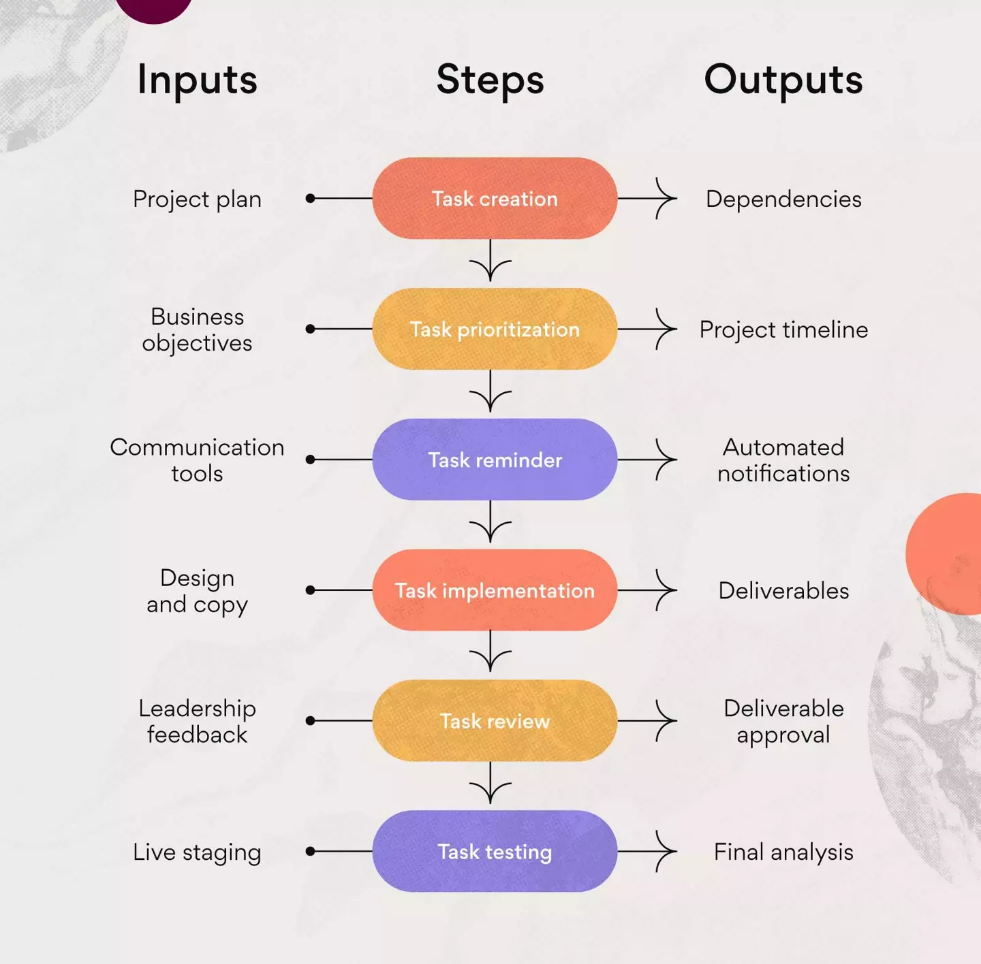 Inputs
Steps
Outputs
Project plan
Task creation
Dependencies
Business
objectives
Task prioritization
Project timeline
Communication
tools
Task reminder
Automated
notifications
Design
and copy
Task implementation
Deliverables
Leadership
feedback
Task review
Deliverable
approval
Live staging
Task testing
Final analysis